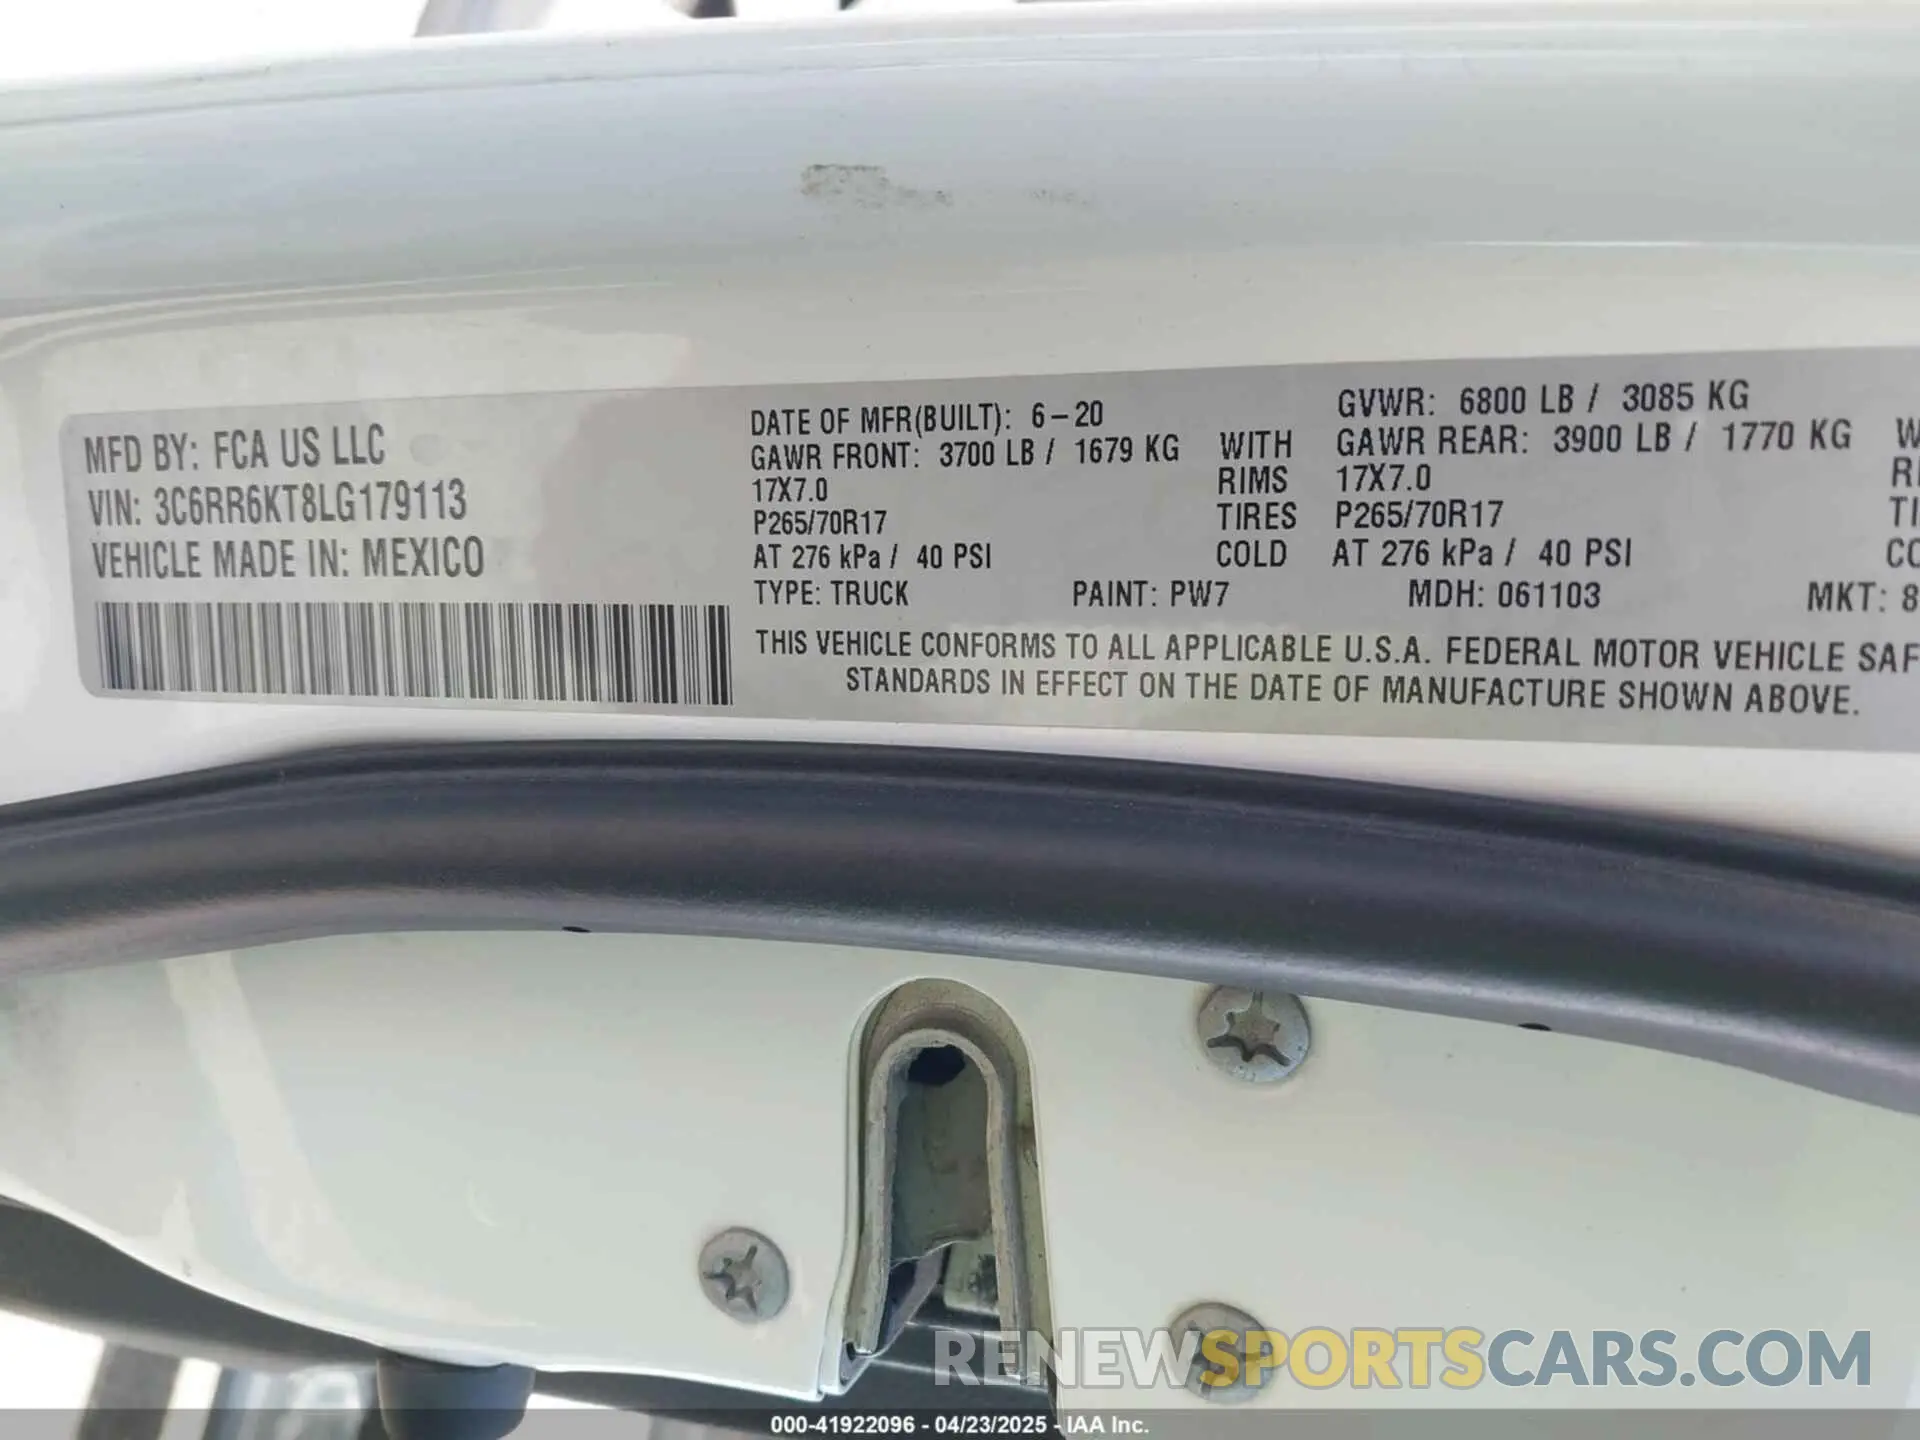 MFD BY: FCA US LLC
VIN: 3C6RR6KT8LG179113
VEHICLE MADE IN: MEXICO
DATE OF MFR(BUILT): 6-20 GVWR: 6800 LB / 3085 KG
GAWR FRONT: 3700 LB / 1679 KG WITH GAWR REAR: 3900 LB / 1770 KG
17X7.0 RIMS 17X7.0
P265/70R17 TIRES P265/70R17
AT 276 kPa / 40 PSI COLD AT 276 kPa / 40 PSI
TYPE: TRUCK PAINT: PW7 MDH: 061103 MKT: 8
THIS VEHICLE CONFORMS TO ALL APPLICABLE U.S.A. FEDERAL MOTOR VEHICLE SAF
STANDARDS IN EFFECT ON THE DATE OF MANUFACTURE SHOWN ABOVE.
RENEWSPORTSCARS.COM
000-41922096 - 04/23/2025 - IAA Inc.